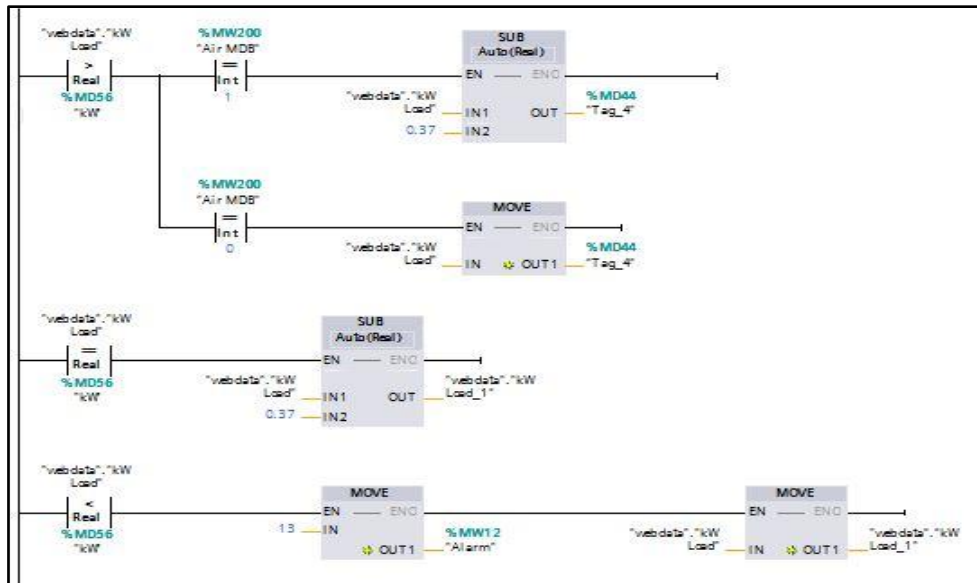 "webdata"."kW
Load"
>
Real
%MD56
"kW"
%MW200
"Air MDB"
==
Int
1
SUB
Auto (Real)
EN ENO
"webdata"."kW
Load" IN1 OUT
0.37 IN2
%MD44
"Tag_4"
%MW200
"Air MDB"
==
Int
0
MOVE
EN ENO
"webdata"."kW
Load" IN OUT1
%MD44
"Tag_4"
"webdata"."kW
Load"
==
Real
%MD56
"kW"
SUB
Auto (Real)
EN ENO
"webdata"."kW
Load" IN1 OUT
0.37 IN2
"webdata"."kW
Load_1"
"webdata"."kW
Load"
<
Real
%MD56
"kW"
MOVE
EN ENO
13 IN
OUT1
%MW12
"Alarm"
MOVE
EN ENO
"webdata"."kW
Load" IN OUT1
"webdata"."kW
Load_1"